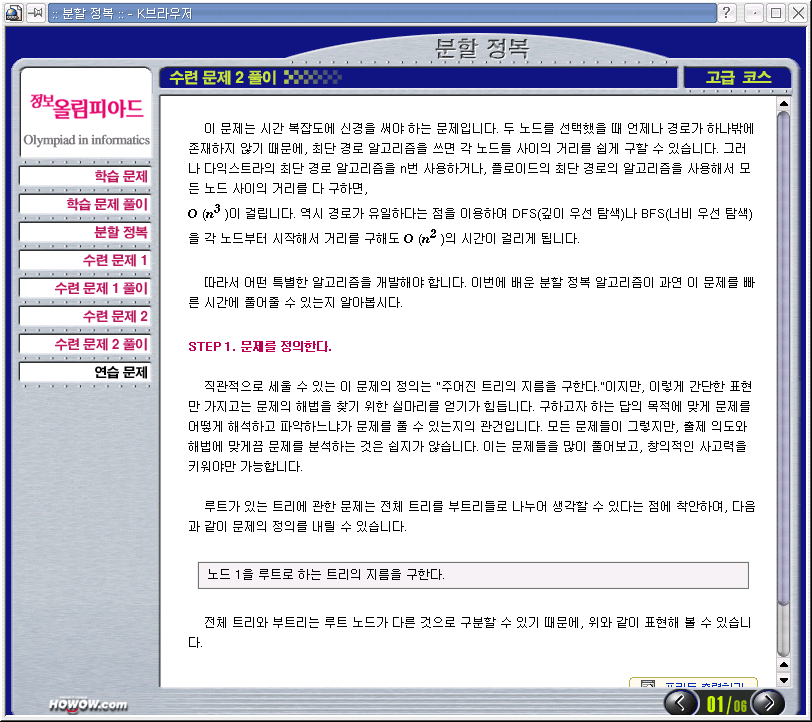 :: 분할 정복 :: - K브라우저
분할 정복
수련 문제 2 풀이
고급 코스
정보올림피아드
Olympiad in informatics
학습 문제
학습 문제 풀이
분할 정복
수련 문제 1
수련 문제 1 풀이
수련 문제 2
수련 문제 2 풀이
연습 문제
이 문제는 시간 복잡도에 신경을 써야 하는 문제입니다. 두 노드를 선택했을 때 언제나 경로가 하나밖에
존재하지 않기 때문에, 최단 경로 알고리즘을 쓰면 각 노드들 사이의 거리를 쉽게 구할 수 있습니다. 그러
나 다익스트라의 최단 경로 알고리즘을 n번 사용하거나, 플로이드의 최단 경로의 알고리즘을 사용해서 모
든 노드 사이의 거리를 다 구하면,
O (n³ )이 걸립니다. 역시 경로가 유일하다는 점을 이용하여 DFS(깊이 우선 탐색)나 BFS(너비 우선 탐색)
을 각 노드부터 시작해서 거리를 구해도 O (n² )의 시간이 걸리게 됩니다.
따라서 어떤 특별한 알고리즘을 개발해야 합니다. 이번에 배운 분할 정복 알고리즘이 과연 이 문제를 빠
른 시간에 풀어줄 수 있는지 알아봅시다.
STEP 1. 문제를 정의한다.
직관적으로 세울 수 있는 이 문제의 정의는 "주어진 트리의 지름을 구한다."이지만, 이렇게 간단한 표현
만 가지고는 문제의 해법을 찾기 위한 실마리를 얻기가 힘듭니다. 구하고자 하는 답의 목적에 맞게 문제를
어떻게 해석하고 파악하느냐가 문제를 풀 수 있는지의 관건입니다. 모든 문제들이 그렇지만, 출제 의도와
해법에 맞게끔 문제를 분석하는 것은 쉽지가 않습니다. 이는 문제들을 많이 풀어보고, 창의적인 사고력을
키워야만 가능합니다.
루트가 있는 트리에 관한 문제는 전체 트리를 부트리들로 나누어 생각할 수 있다는 점에 착안하여, 다음
과 같이 문제의 정의를 내릴 수 있습니다.
노드 1을 루트로 하는 트리의 지름을 구한다.
전체 트리와 부트리는 루트 노드가 다른 것으로 구분할 수 있기 때문에, 위와 같이 표현해 볼 수 있습니
다.
HOWOW.com
01/06